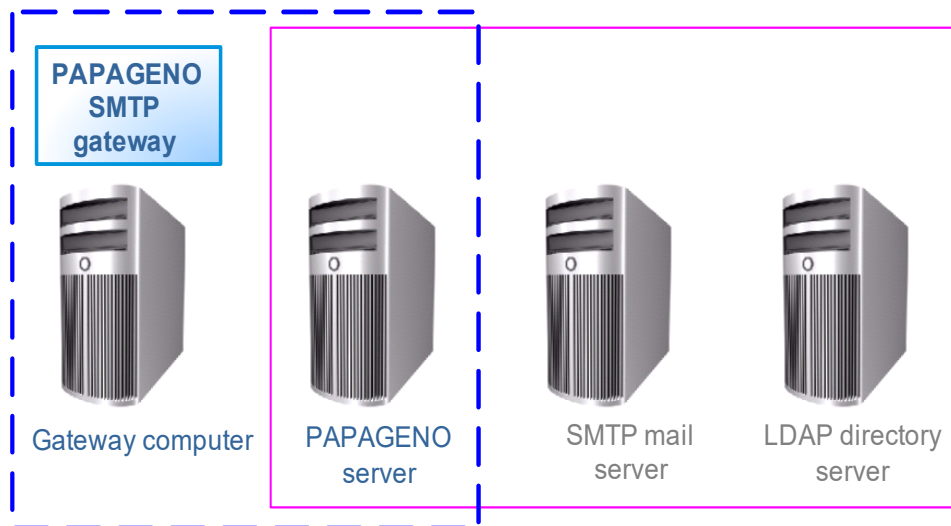 PAPAGENO
SMTP
gateway
Gateway computer
PAPAGENO
server
SMTP mail
server
LDAP directory
server